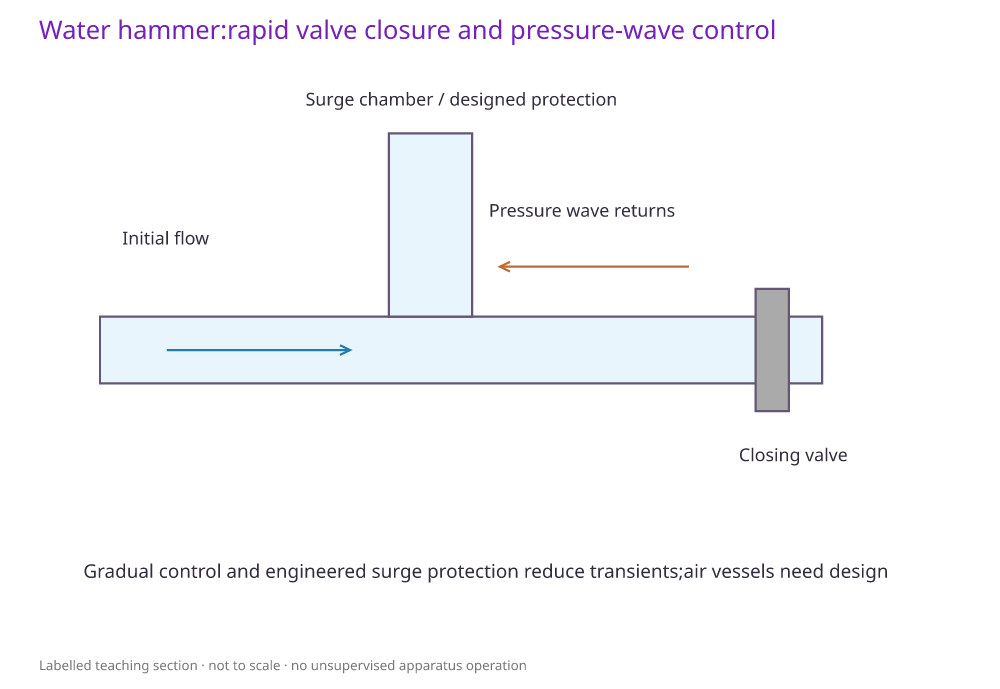 Water hammer:rapid valve closure and pressure-wave control
Surge chamber / designed protection
Pressure wave returns
Initial flow
Closing valve
Gradual control and engineered surge protection reduce transients;air vessels need design
Labelled teaching section · not to scale · no unsupervised apparatus operation